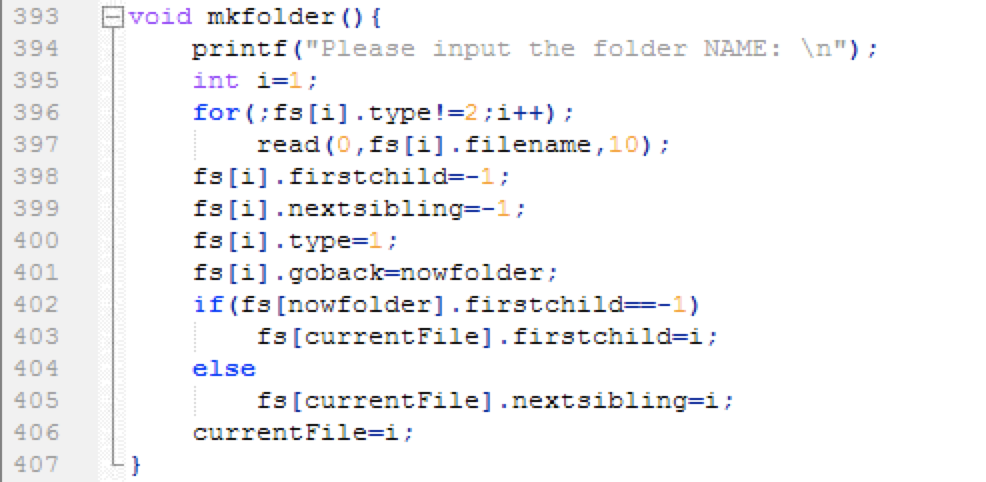 393 void mkfolder(){
394     printf("Please input the folder NAME: \n");
395     int i=1;
396     for(;fs[i].type!=2;i++);
397         read(0,fs[i].filename,10);
398     fs[i].firstchild=-1;
399     fs[i].nextsibling=-1;
400     fs[i].type=1;
401     fs[i].goback=nowfolder;
402     if(fs[nowfolder].firstchild==-1)
403         fs[currentFile].firstchild=i;
404     else
405         fs[currentFile].nextsibling=i;
406     currentFile=i;
407 }